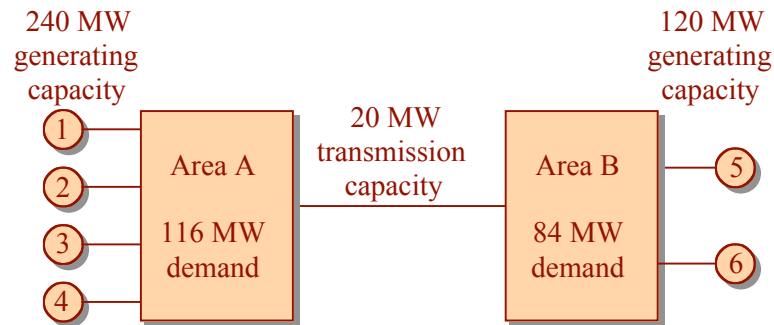 240 MW
generating
capacity
120 MW
generating
capacity
1
2
3
4
Area A
116 MW
demand
20 MW
transmission
capacity
Area B
84 MW
demand
5
6